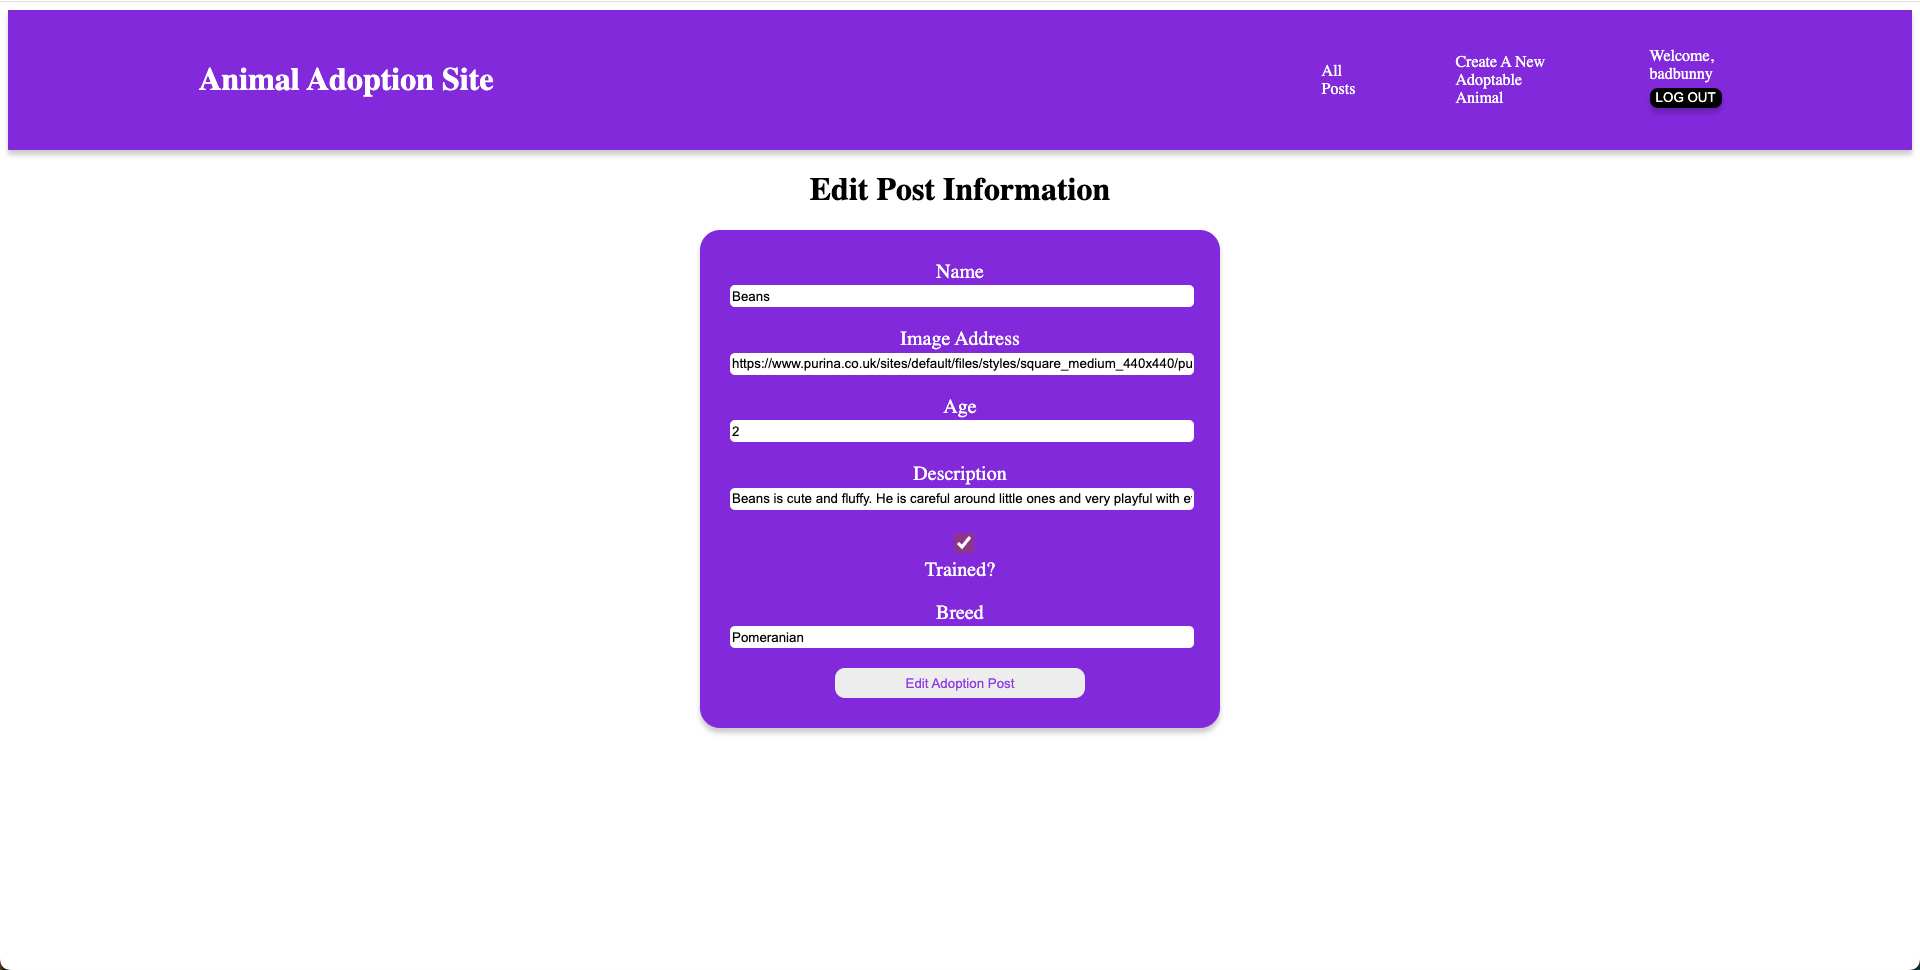 Animal Adoption Site
All
Posts
Create A New
Adoptable
Animal
Welcome,
badbunny
LOG OUT
Edit Post Information
Name
Beans
Image Address
https://www.purina.co.uk/sites/default/files/styles/square_medium_440x440/pu
Age
2
Description
Beans is cute and fluffy. He is careful around little ones and very playful with e
Trained?
Breed
Pomeranian
Edit Adoption Post